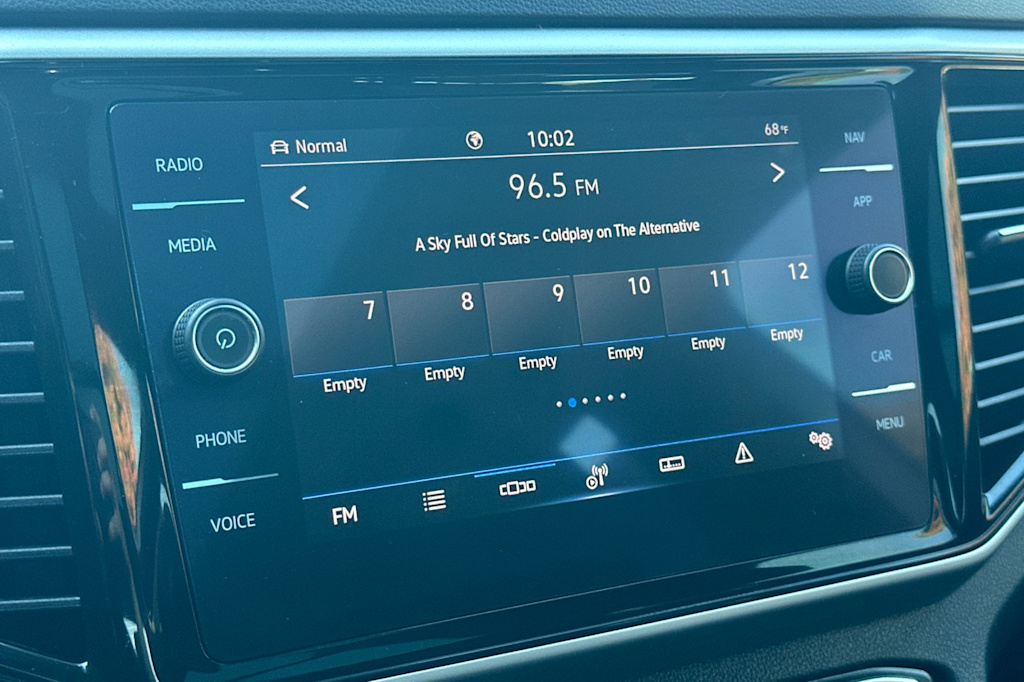 Normal
10:02
68°F
RADIO
MEDIA
PHONE
VOICE
96.5 FM
A Sky Full Of Stars - Coldplay on The Alternative
7 8 9 10 11 12
Empty Empty Empty Empty Empty Empty
FM
NAV
APP
CAR
MENU